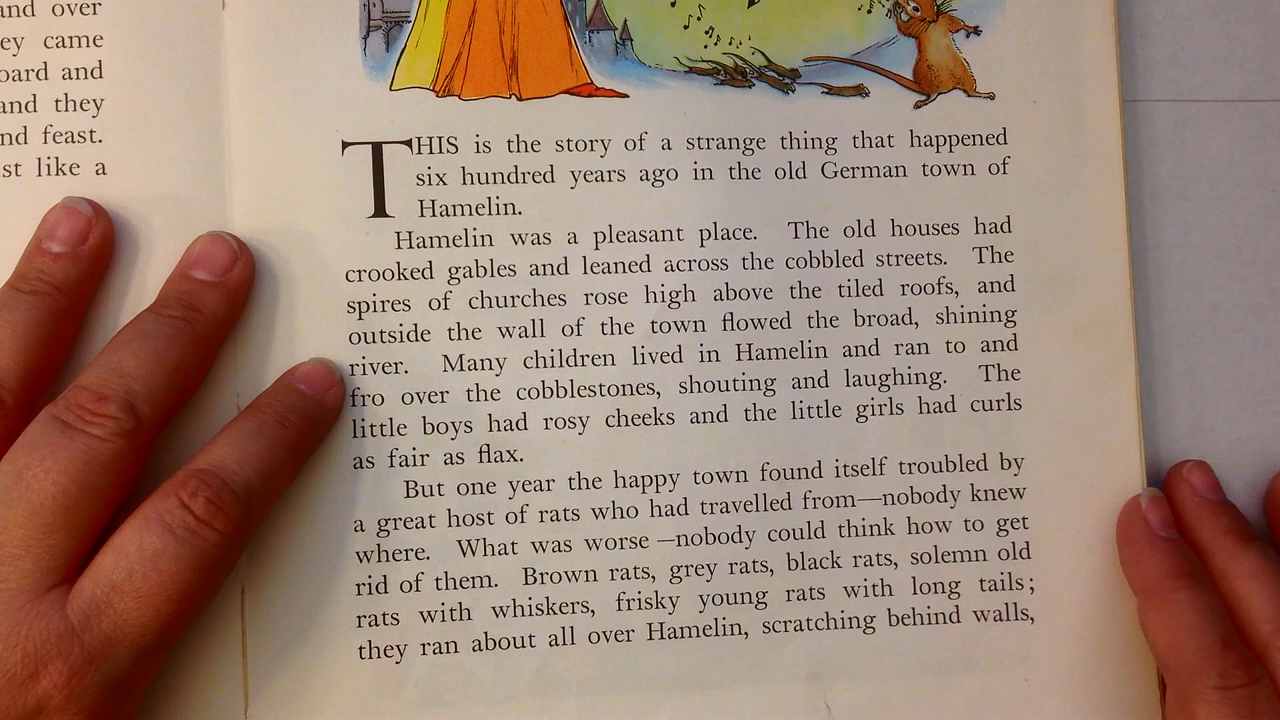 and over
ey came
oard and
and they
nd feast.
st like a
THIS is the story of a strange thing that happened
six hundred years ago in the old German town of
Hamelin.
Hamelin was a pleasant place. The old houses had
crooked gables and leaned across the cobbled streets. The
spires of churches rose high above the tiled roofs, and
outside the wall of the town flowed the broad, shining
river. Many children lived in Hamelin and ran to and
fro over the cobblestones, shouting and laughing. The
little boys had rosy cheeks and the little girls had curls
as fair as flax.
But one year the happy town found itself troubled by
a great host of rats who had travelled from—nobody knew
where. What was worse —nobody could think how to get
rid of them. Brown rats, grey rats, black rats, solemn old
rats with whiskers, frisky young rats with long tails;
they ran about all over Hamelin, scratching behind walls,